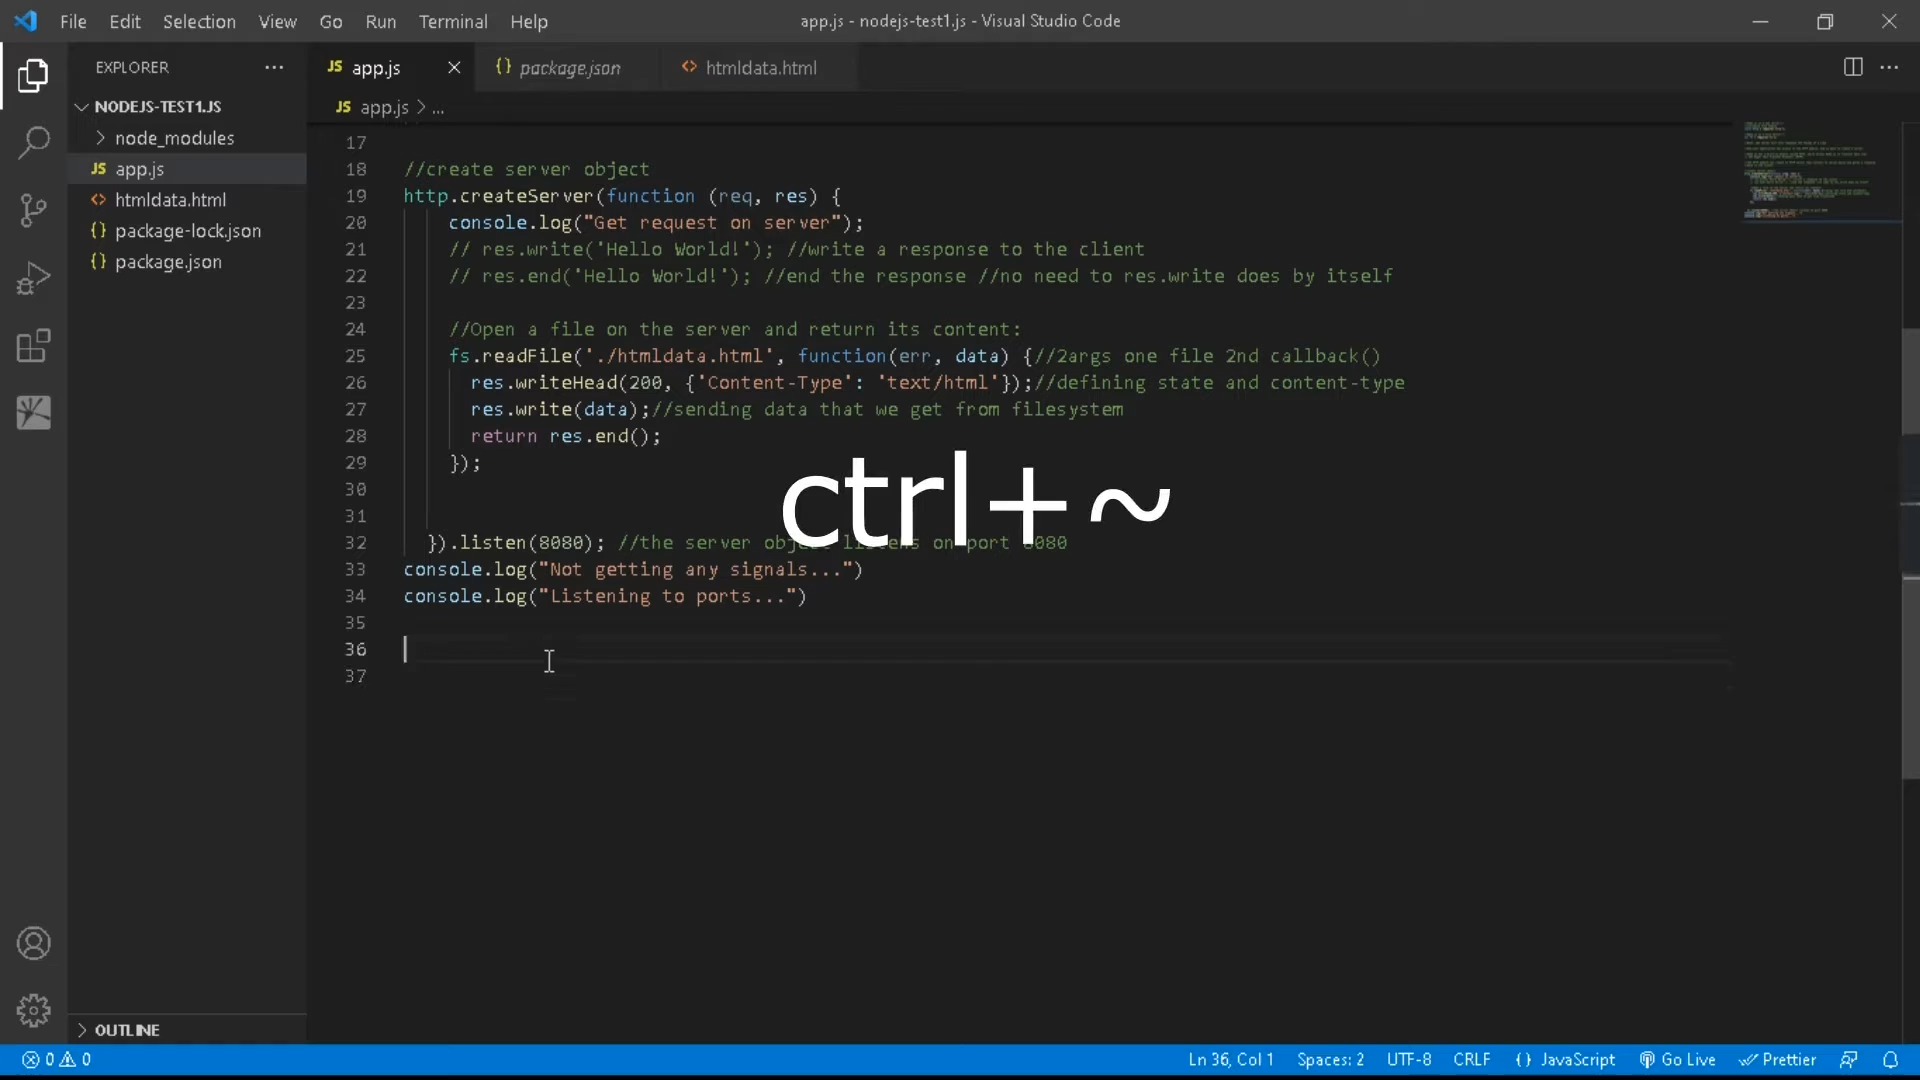 File Edit Selection View Go Run Terminal Help
app.js - nodejs-test1.js - Visual Studio Code
EXPLORER
JS app.js
{} package.json
<> htmldata.html
NODEJS-TEST1.JS
node_modules
JS app.js
<> htmldata.html
{} package-lock.json
{} package.json
JS app.js > ...
17
18 //create server object
19 http.createServer(function (req, res) {
20 console.log("Get request on server");
21 // res.write('Hello World!'); //write a response to the client
22 // res.end('Hello World!'); //end the response //no need to res.write does by itself
23
24 //Open a file on the server and return its content:
25 fs.readFile('./htmldata.html', function(err, data) {//2args one file 2nd callback()
26 res.writeHead(200, {'Content-Type': 'text/html'});//defining state and content-type
27 res.write(data);//sending data that we get from filesystem
28 return res.end();
29 });
30
31
ctrl+~
32 }).listen(8080); //the server object listens on port 8080
33 console.log("Not getting any signals...")
34 console.log("Listening to ports...")
35
36
37
OUTLINE
0 0
Ln 36, Col 1 Spaces: 2 UTF-8 CRLF {} JavaScript Go Live Prettier